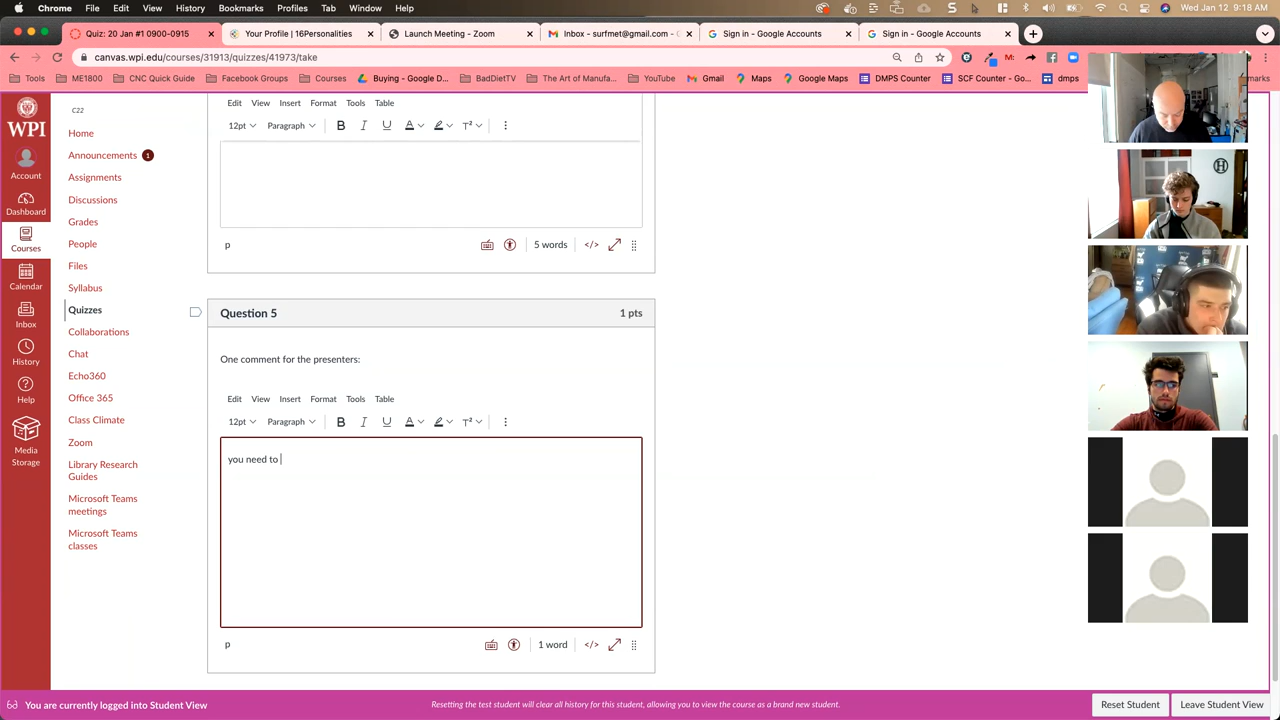 Chrome File Edit View History Bookmarks Profiles Tab Window Help
Quiz: 20 Jan #1 0900-0915
Your Profile | 16Personalities
Launch Meeting - Zoom
Inbox - surfmet@gmail.com -
Sign in - Google Accounts
Sign in - Google Accounts
canvas.wpi.edu/courses/31913/quizzes/41973/take
Tools
ME1800
CNC Quick Guide
Facebook Groups
Courses
Buying - Google D...
BadDietTV
The Art of Manufa...
YouTube
Gmail
Maps
Google Maps
DMPS Counter
SCF Counter - Go...
dmps
marks
WPI
Account
Dashboard
Courses
Calendar
Inbox
History
Help
Media
Storage
C22
Home
Announcements 1
Assignments
Discussions
Grades
People
Files
Syllabus
Quizzes
Collaborations
Chat
Echo360
Office 365
Class Climate
Zoom
Library Research
Guides
Microsoft Teams
meetings
Microsoft Teams
classes
Edit View Insert Format Tools Table
12pt Paragraph B I U A T²
p 5 words </>
Question 5 1 pts
One comment for the presenters:
Edit View Insert Format Tools Table
12pt Paragraph B I U A T²
you need to
p 1 word </>
H
You are currently logged into Student View
Resetting the test student will clear all history for this student, allowing you to view the course as a brand new student.
Reset Student
Leave Student View